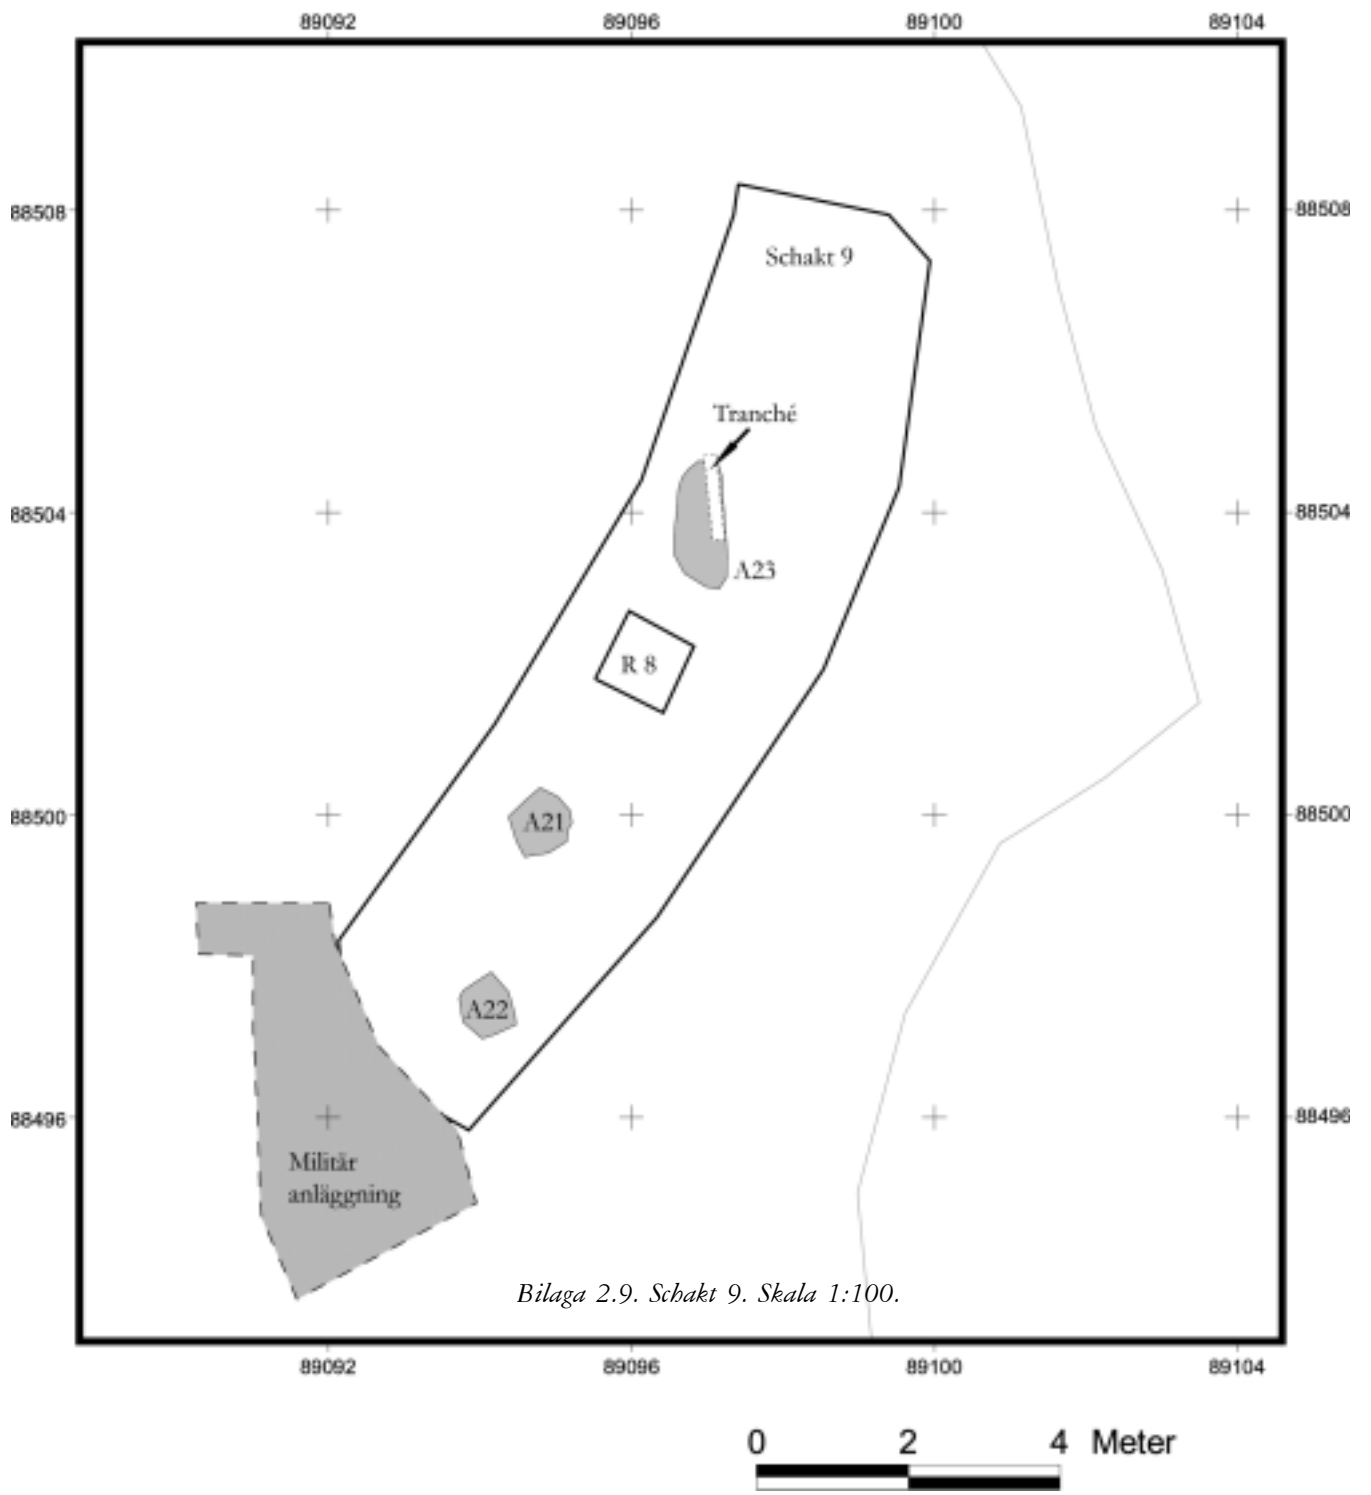 89092 89096 89100 89104
88508 88508
Schakt 9
Tranché
88504 88504
A23
R 8
88500 88500
A21
A22
88496 88496
Militär
anläggning
Bilaga 2.9. Schakt 9. Skala 1:100.
89092 89096 89100 89104
0 2 4 Meter